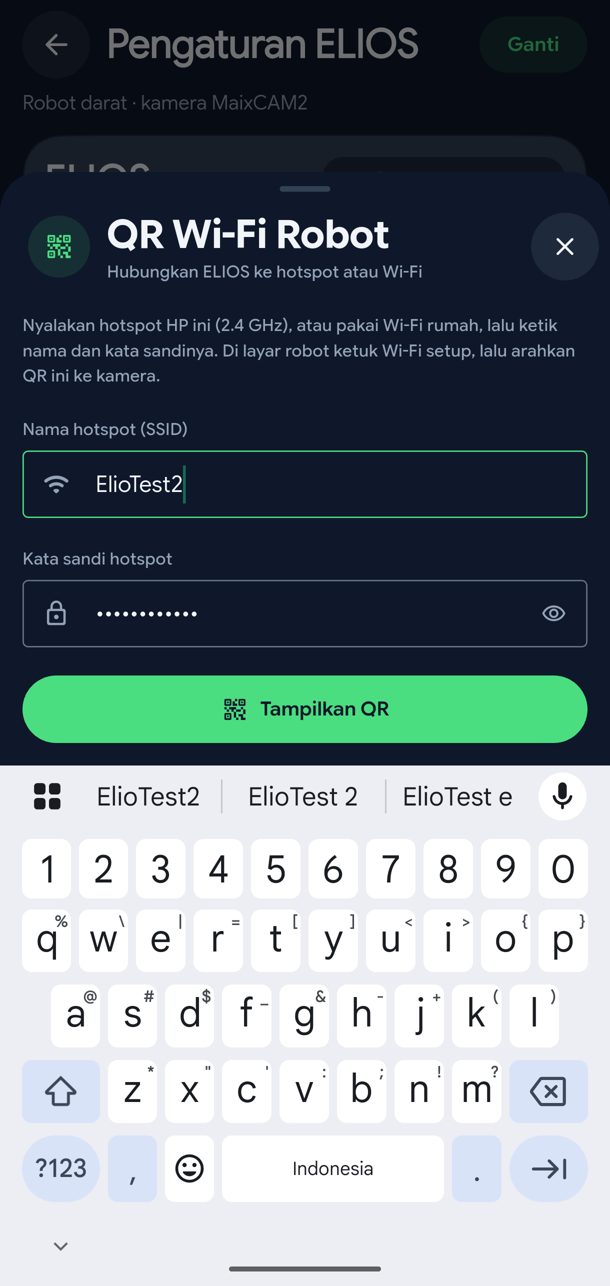 Pengaturan ELIOS
Ganti
Robot darat · kamera MaixCAM2
QR Wi-Fi Robot
Hubungkan ELIOS ke hotspot atau Wi-Fi
Nyalakan hotspot HP ini (2.4 GHz), atau pakai Wi-Fi rumah, lalu ketik
nama dan kata sandinya. Di layar robot ketuk Wi-Fi setup, lalu arahkan
QR ini ke kamera.
Nama hotspot (SSID)
ElioTest2
Kata sandi hotspot
••••••••••••
Tampilkan QR
ElioTest2 ElioTest 2 ElioTest e
1 2 3 4 5 6 7 8 9 0
q% w\ e| r= t[ y] u< i> o{ p}
a@ s# d$ f_ g& h- j+ k( l)
z* x" c' v: b; n! m?
?123 , Indonesia .